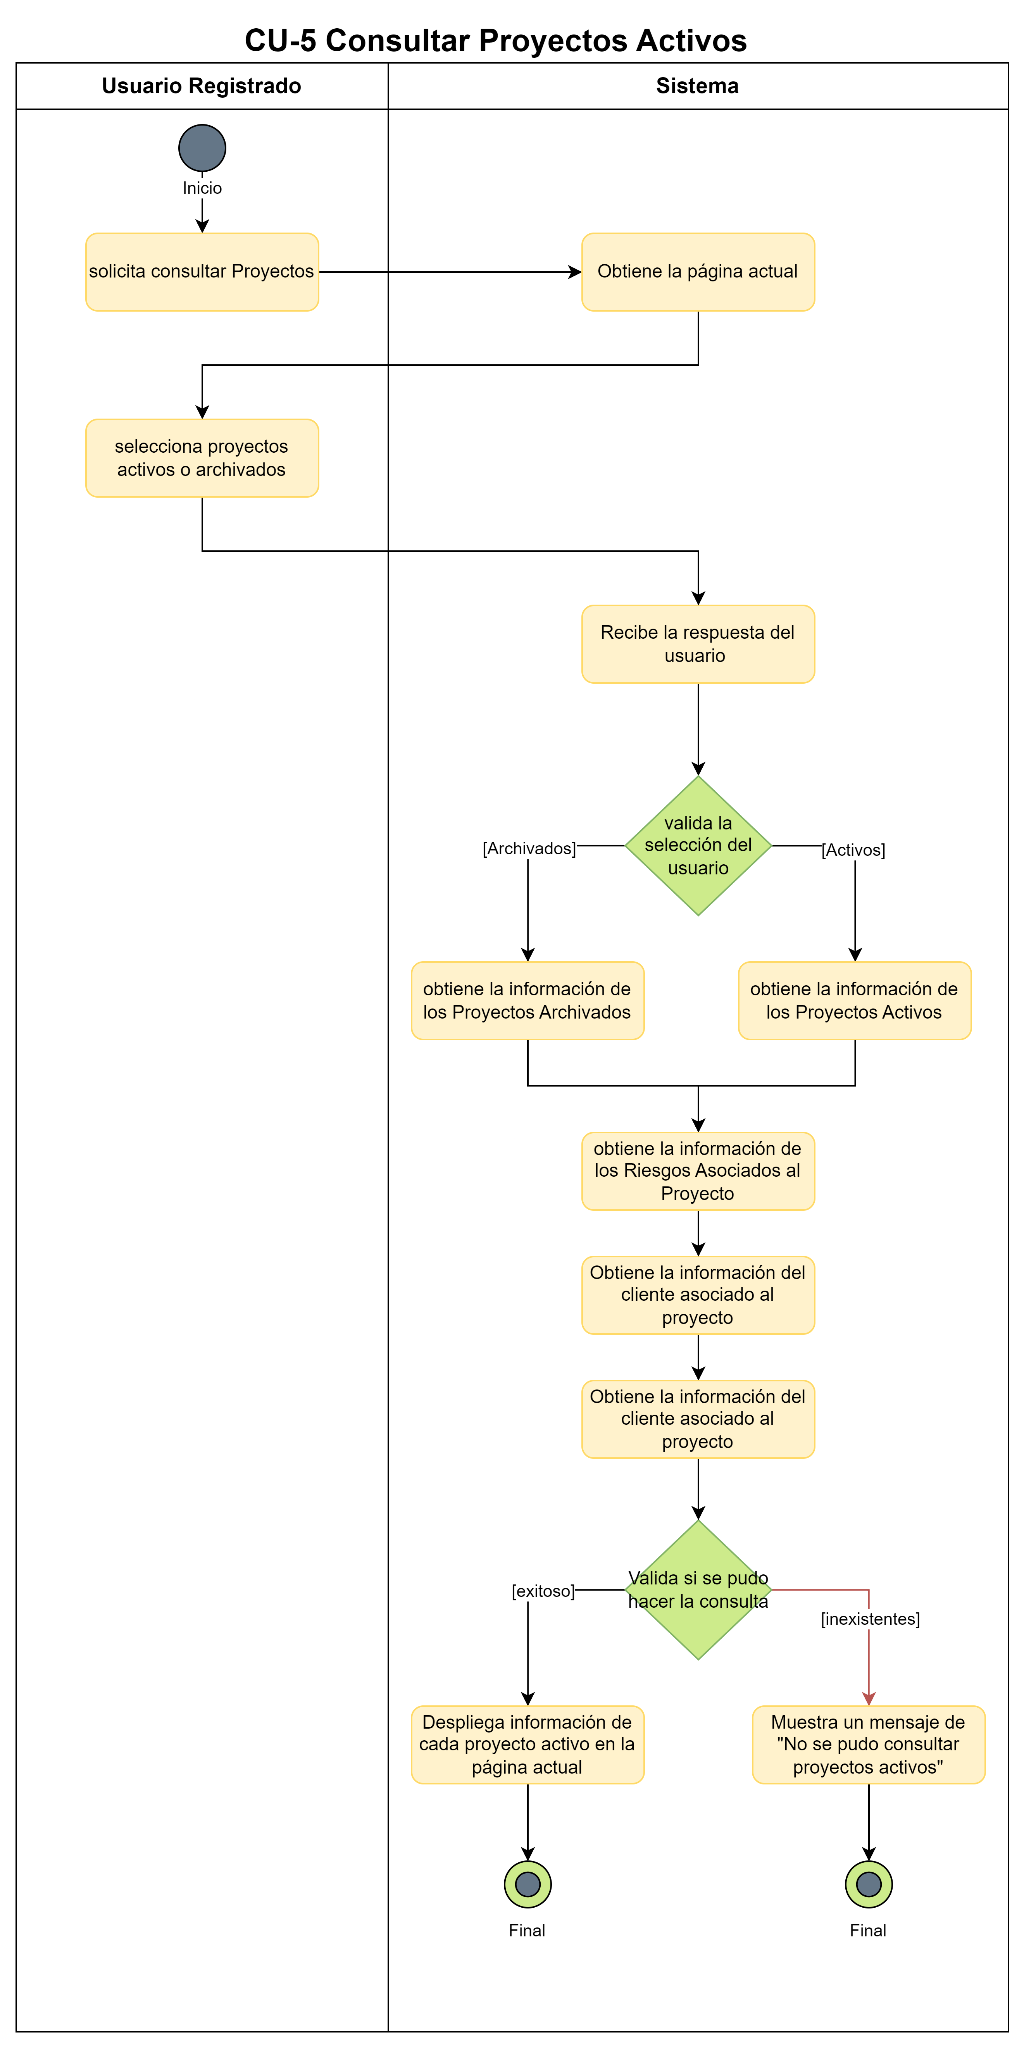 CU-5 Consultar Proyectos Activos
Usuario Registrado
Sistema
Inicio
solicita consultar Proyectos
Obtiene la página actual
selecciona proyectos
activos o archivados
Recibe la respuesta del
usuario
valida la
selección del
usuario
[Archivados]
[Activos]
obtiene la información de
los Proyectos Archivados
obtiene la información de
los Proyectos Activos
obtiene la información de
los Riesgos Asociados al
Proyecto
Obtiene la información del
cliente asociado al
proyecto
Obtiene la información del
cliente asociado al
proyecto
Valida si se pudo
hacer la consulta
[exitoso]
[inexistentes]
Despliega información de
cada proyecto activo en la
página actual
Muestra un mensaje de
"No se pudo consultar
proyectos activos"
Final
Final